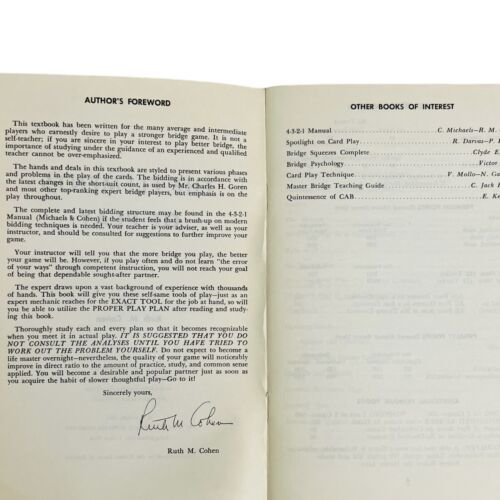 AUTHOR'S FOREWORD
This textbook has been written for the many average and intermediate
players who earnestly desire to play a stronger bridge game. It is not a
self-teacher; if you are sincere in your interest to play better bridge, the
importance of studying under the guidance of an experienced and qualified
teacher cannot be over-emphasized.
The hands and deals in this textbook are styled to present various phases
and problems in the play of the cards. The bidding is in accordance with
the latest changes in the short-suit count, as used by Mr. Charles H. Goren
and most other top-ranking expert bridge players, but emphasis is on the
play throughout.
The complete and latest bidding structure may be found in the 4-3-2-1
Manual (Michaels & Cohen) if the student feels that a brush-up on modern
bidding techniques is needed. Your teacher is your adviser, as well as your
instructor, and should be consulted for suggestions to further improve your
game.
Your instructor will tell you that the more bridge you play, the better
your game will be. However, if you play often and do not learn "the error
of your ways" through competent instruction, you will not reach your goal
of being that dependable sought-after partner.
The expert draws upon a vast background of experience with thousands
of hands. This book will give you these self-same tools of play—just as an
expert mechanic reaches for the EXACT TOOL for the job at hand, so will
you be able to utilize the PROPER PLAY PLAN after reading and study-
ing this book.
Thoroughly study each and every plan so that it becomes recognizable
when you meet it in actual play. IT IS SUGGESTED THAT YOU DO
NOT CONSULT THE ANALYSES UNTIL YOU HAVE TRIED TO
WORK OUT THE PROBLEM YOURSELF. Do not expect to become a
life master overnight—nevertheless, the quality of your game will noticeably
improve in direct ratio to the amount of practice, study, and common sense
applied. You will become a desirable and popular partner just as soon as
you acquire the habit of slower thoughtful play—Go to it!
Sincerely yours,
Ruth M Cohen
Ruth M. Cohen
OTHER BOOKS OF INTEREST
4-3-2-1 Manual C. Michaels—R. M.
Spotlight on Card Play R. Darvas—P.
Bridge Squeezes Complete Clyde E.
Bridge Psychology Victor
Card Play Technique V. Mollo—N.
Master Bridge Teaching Guide C. Jack
Quintesence of CAB E.